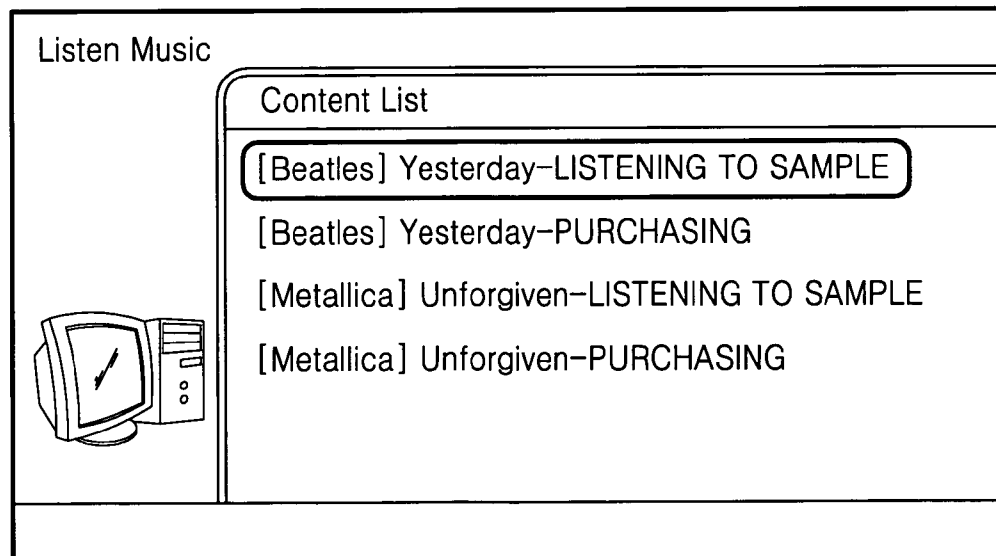 Listen Music
Content List
[Beatles] Yesterday-LISTENING TO SAMPLE
[Beatles] Yesterday-PURCHASING
[Metallica] Unforgiven-LISTENING TO SAMPLE
[Metallica] Unforgiven-PURCHASING